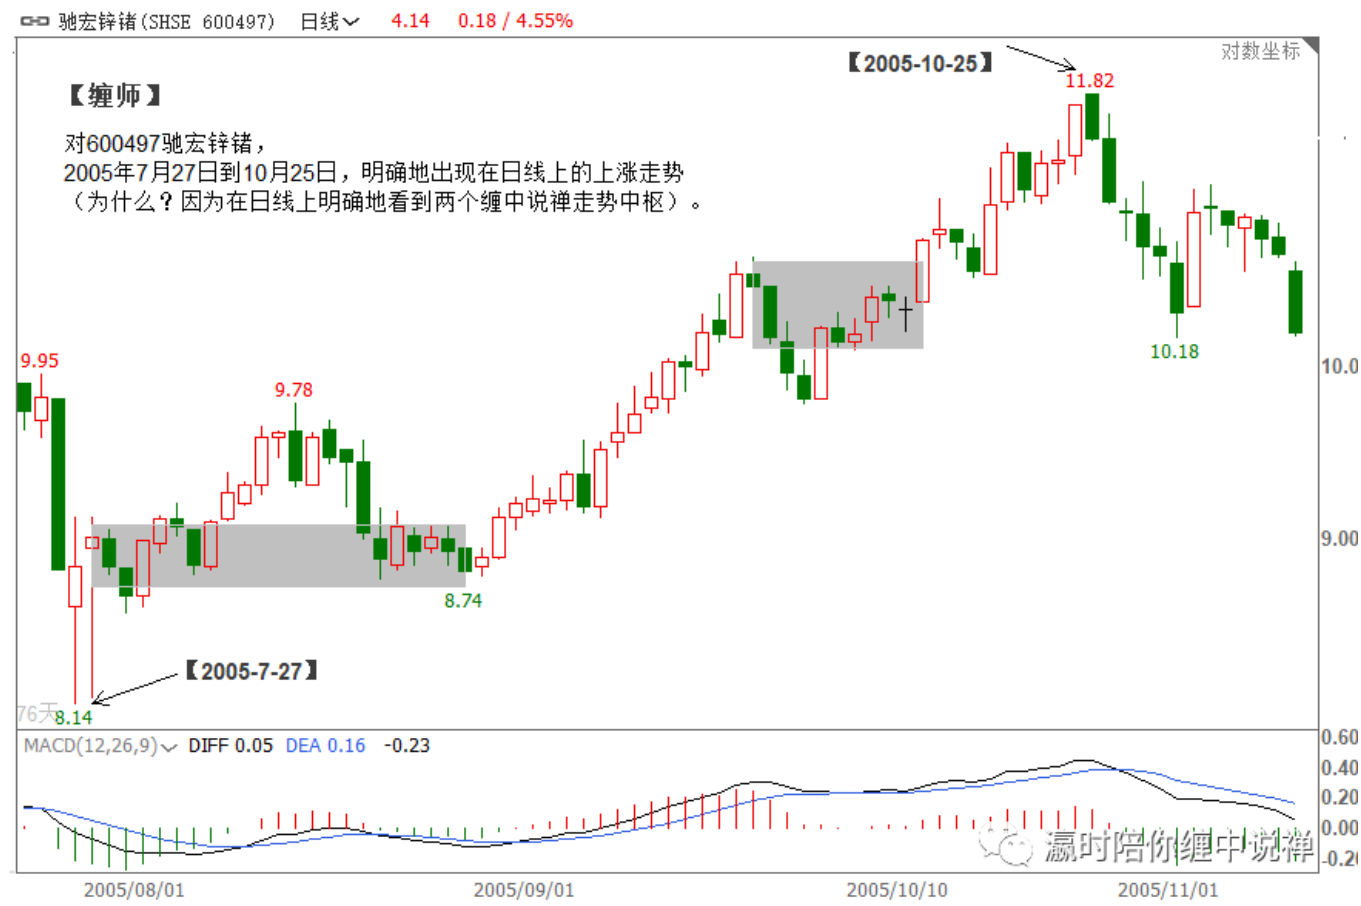 驰宏锌锗(SHSE 600497) 日线 4.14 0.18 / 4.55%
对数坐标
【2005-10-25】
11.82
【缠师】
对600497驰宏锌锗，
2005年7月27日到10月25日，明确地出现在日线上的上涨走势
（为什么？因为在日线上明确地看到两个缠中说禅走势中枢）。
10.18
9.95
9.78
10.0
9.00
8.74
【2005-7-27】
76天
8.14
MACD(12,26,9) DIFF 0.05 DEA 0.16 -0.23
0.60
0.40
0.20
0.00
-0.20
瀛时陪你缠中说禅
2005/08/01 2005/09/01 2005/10/10 2005/11/01